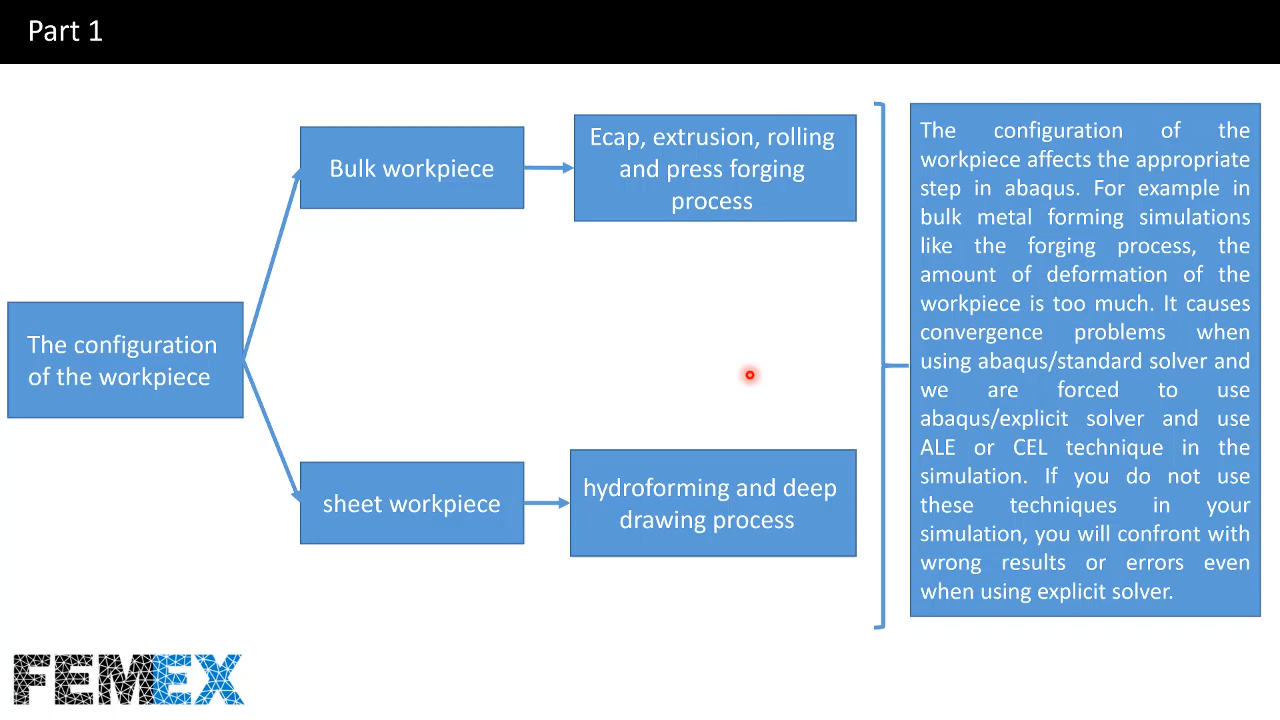 Part 1
The configuration
of the workpiece
Bulk workpiece
Ecap, extrusion, rolling
and press forging
process
sheet workpiece
hydroforming and deep
drawing process
The configuration of the
workpiece affects the appropriate
step in abaqus. For example in
bulk metal forming simulations
like the forging process, the
amount of deformation of the
workpiece is too much. It causes
convergence problems when
using abaqus/standard solver and
we are forced to use
abaqus/explicit solver and use
ALE or CEL technique in the
simulation. If you do not use
these techniques in your
simulation, you will confront with
wrong results or errors even
when using explicit solver.
FEMEX